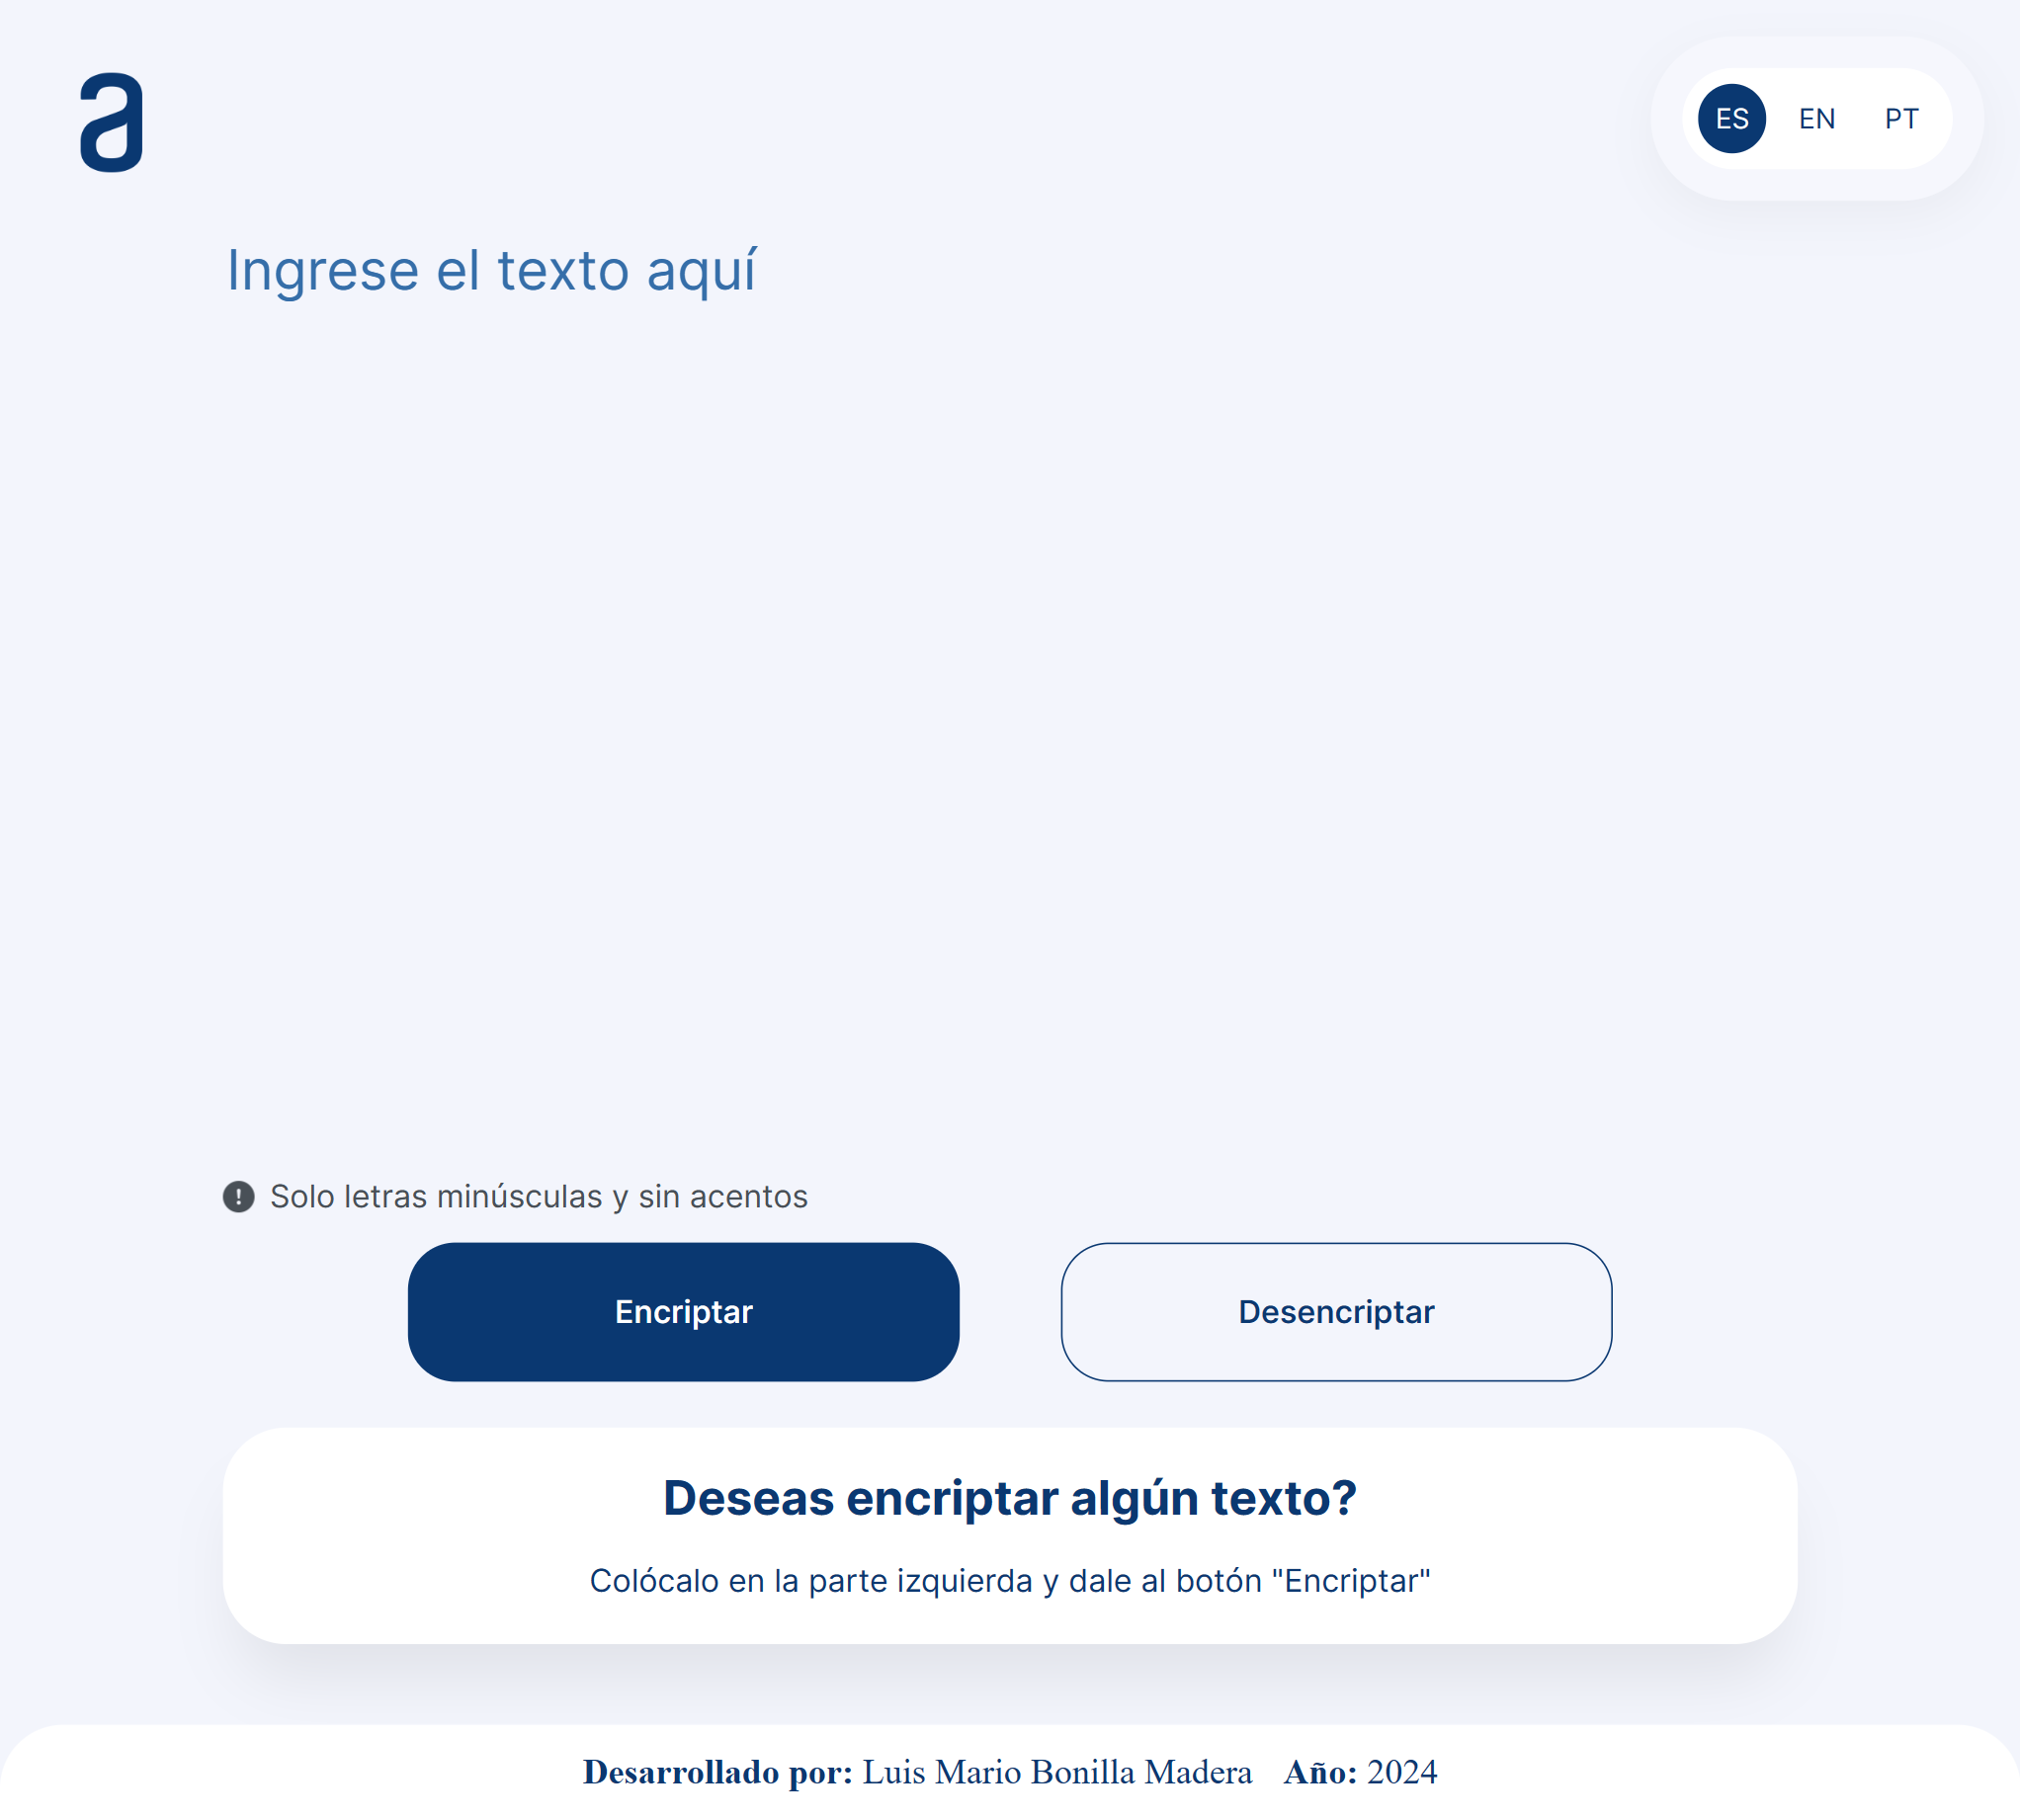 a
ES EN PT
Ingrese el texto aquí
Solo letras minúsculas y sin acentos
Encriptar Desencriptar
Deseas encriptar algún texto?
Colócalo en la parte izquierda y dale al botón "Encriptar"
Desarrollado por: Luis Mario Bonilla Madera Año: 2024